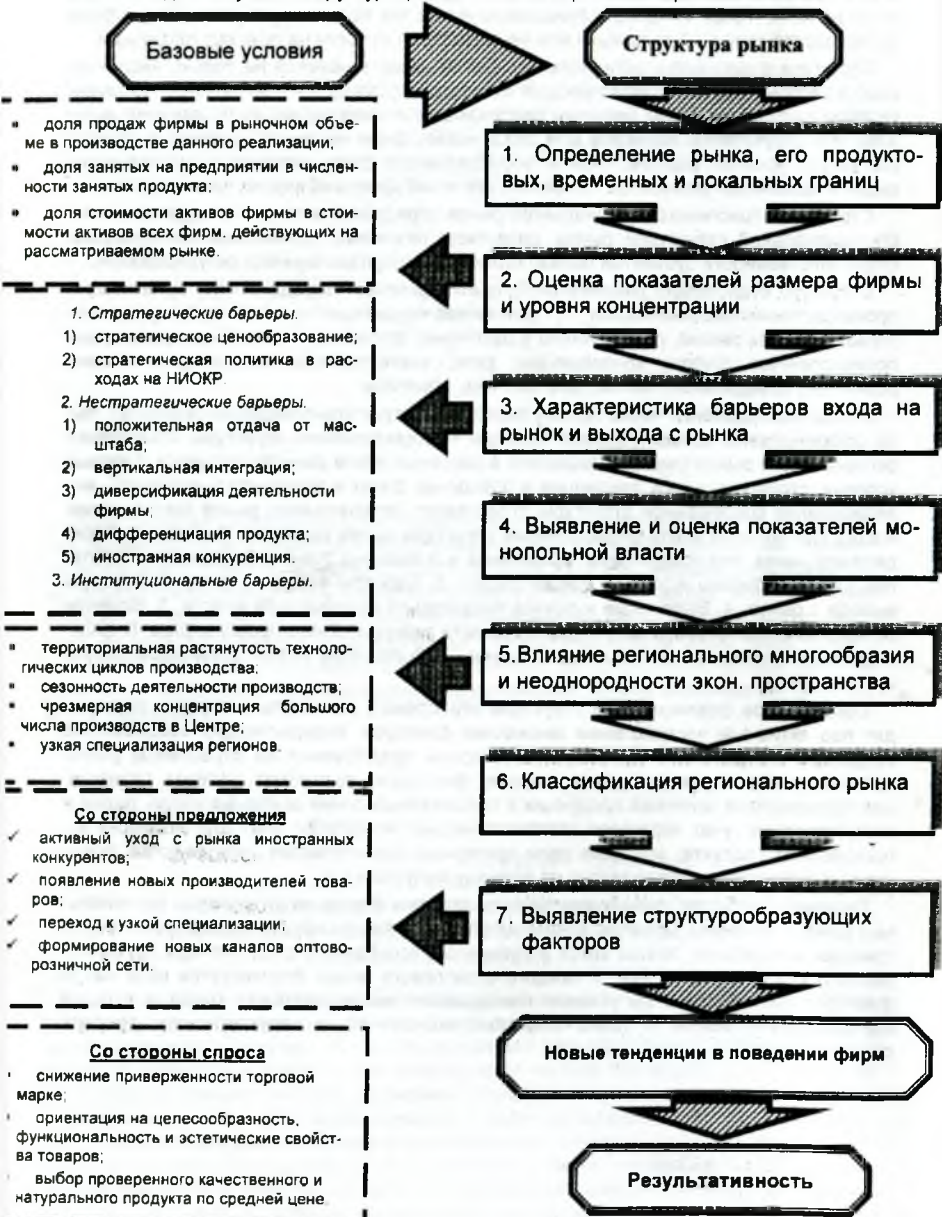 Базовые условия
Структура рынка
доля продаж фирмы в рыночном объе-
ме в производстве данного реализации;
доля занятых на предприятии в числен-
ности занятых продукта;
доля стоимости активов фирмы в стои-
мости активов всех фирм. действующих на
рассматриваемом рынке.
1. Стратегические барьеры.
1) стратегическое ценообразование;
2) стратегическая политика в рас-
ходах на НИОКР.
2. Нестратегические барьеры.
1) положительная отдача от мас-
штаба;
2) вертикальная интеграция;
3) диверсификация деятельности
фирмы;
4) дифференциация продукта;
5) иностранная конкуренция.
3. Институциональные барьеры.
территориальная растянутость техноло-
гических циклов производства;
сезонность деятельности производств;
чрезмерная концентрация большого
числа производств в Центре;
узкая специализация регионов.
Со стороны предложения
✓ активный уход с рынка иностранных
конкурентов;
✓ появление новых производителей това-
ров;
✓ переход к узкой специализации;
✓ формирование новых каналов оптово-
розничной сети.
Со стороны спроса
снижение приверженности торговой
марке;
ориентация на целесообразность,
функциональность и эстетические свойст-
ва товаров;
выбор проверенного качественного и
натурального продукта по средней цене.
1. Определение рынка, его продукто-
вых, временных и локальных границ
2. Оценка показателей размера фирмы
и уровня концентрации
3. Характеристика барьеров входа на
рынок и выхода с рынка
4. Выявление и оценка показателей мо-
нопольной власти
5.Влияние регионального многообразия
и неоднородности экон. пространства
6. Классификация регионального рынка
7. Выявление структурообразующих
факторов
Новые тенденции в поведении фирм
Результативность